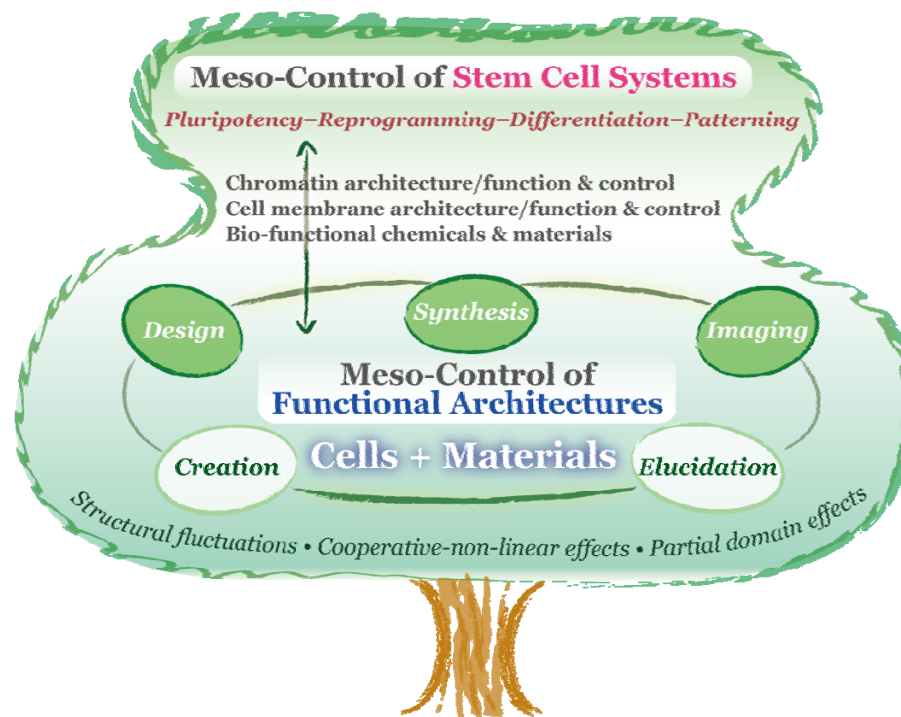 Meso-Control of Stem Cell Systems
Pluripotency–Reprogramming–Differentiation–Patterning
Chromatin architecture/function & control
Cell membrane architecture/function & control
Bio-functional chemicals & materials
Design
Synthesis
Imaging
Meso-Control of
Functional Architectures
Creation
Cells + Materials
Elucidation
Structural fluctuations • Cooperative-non-linear effects • Partial domain effects